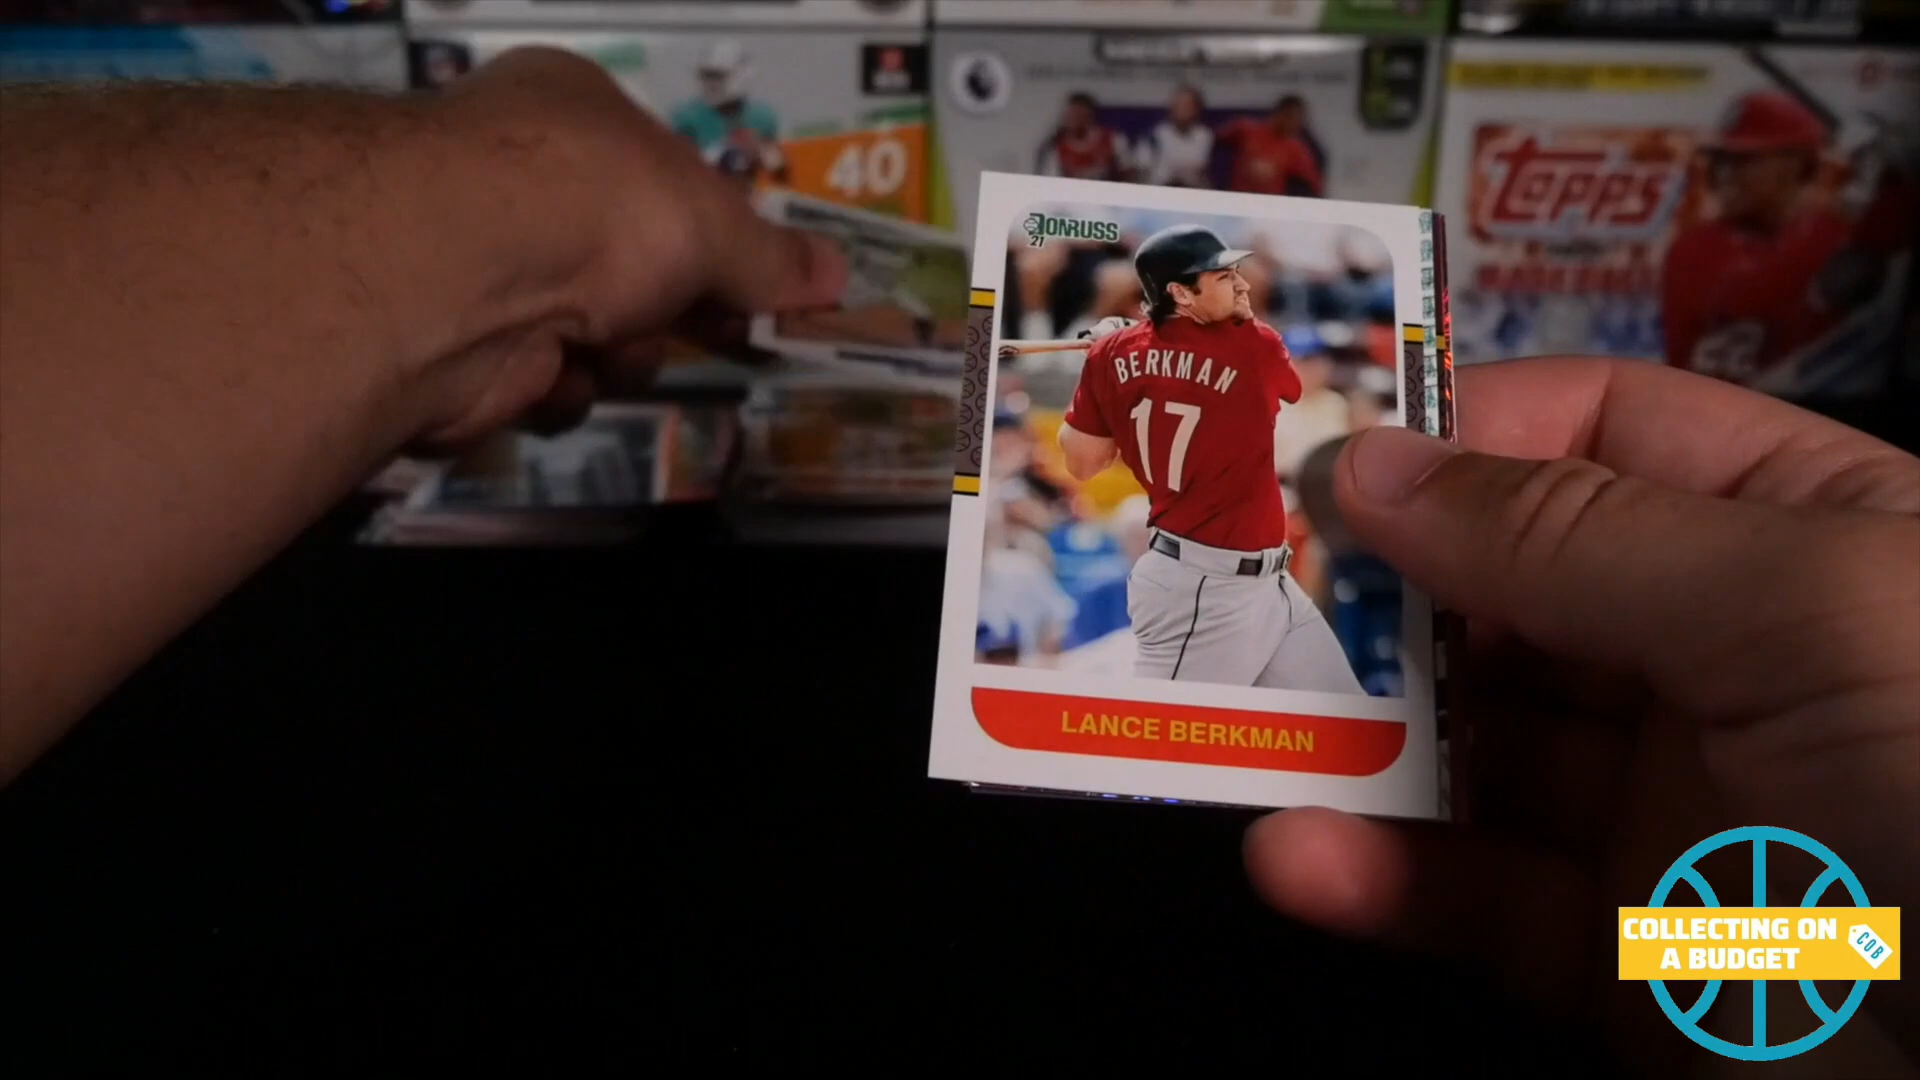 40
TOPPS
DONRUSS
21
BERKMAN
17
LANCE BERKMAN
COLLECTING ON
A BUDGET
COB